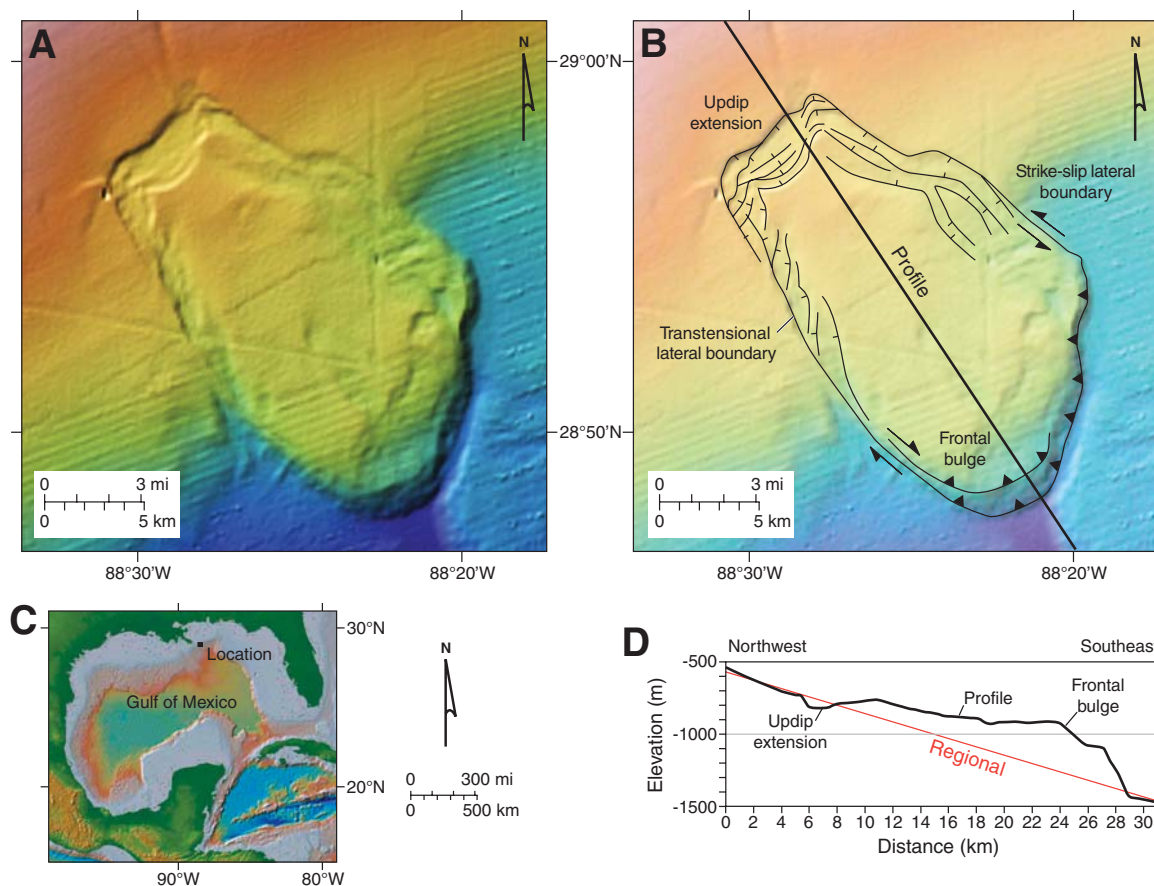 A
N
29°00'N
B
N
Updip
extension
Strike-slip lateral
boundary
Profile
Transtensional
lateral boundary
28°50'N
Frontal
bulge
0 3 mi
0 5 km
0 3 mi
0 5 km
88°30'W
88°20'W
88°30'W
88°20'W
C
30°N
Location
Gulf of Mexico
20°N
90°W
80°W
N
0 300 mi
0 500 km
D
Northwest
Southeast
-500
Profile
Frontal
bulge
Updip
extension
-1000
Regional
-1500
Elevation (m)
0 2 4 6 8 10 12 14 16 18 20 22 24 26 28 30
Distance (km)